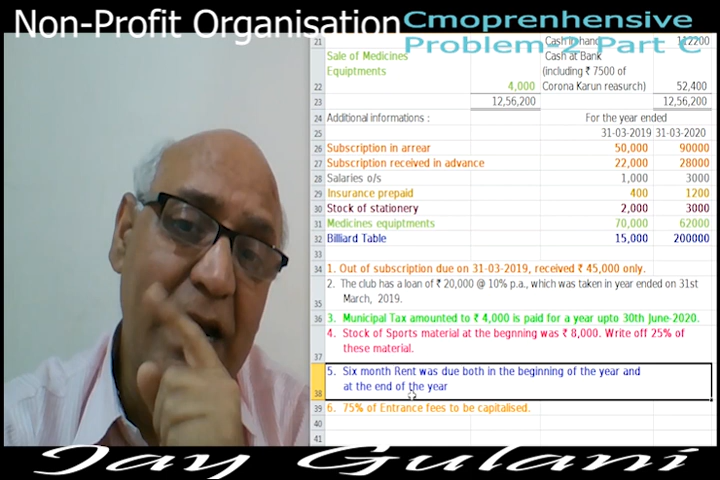 Non-Profit Organisation
Cmoprenhensive
Problem-2 Part C
21 Cash in hand 112200
Sale of Medicines Cash at Bank
Equiptments (including ₹ 7500 of
22 4,000 Corona Karun reasurch) 52,400
23 12,56,200 12,56,200
24 Additional informations : For the year ended
25 31-03-2019 31-03-2020
26 Subscription in arrear 50,000 90000
27 Subscription received in advance 22,000 28000
28 Salaries o/s 1,000 3000
29 Insurance prepaid 400 1200
30 Stock of stationery 2,000 3000
31 Medicines equiptments 70,000 62000
32 Billiard Table 15,000 200000
33
34 1. Out of subscription due on 31-03-2019, received ₹ 45,000 only.
2. The club has a loan of ₹ 20,000 @ 10% p.a., which was taken in year ended on 31st
35 March, 2019.
36 3. Municipal Tax amounted to ₹ 4,000 is paid for a year upto 30th June-2020.
4. Stock of Sports material at the begnning was ₹ 8,000. Write off 25% of
37 these material.
5. Six month Rent was due both in the beginning of the year and
38 at the end of the year
39 6. 75% of Entrance fees to be capitalised.
40
41
Jay Gulani